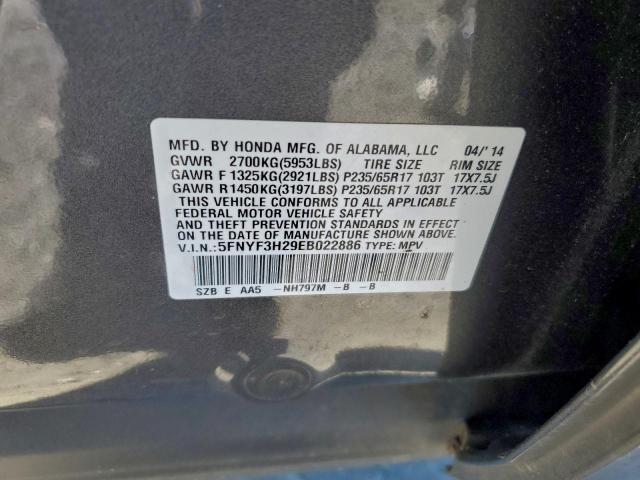 MFD. BY HONDA MFG. OF ALABAMA, LLC 04/'14
GVWR 2700KG(5953LBS) TIRE SIZE RIM SIZE
GAWR F 1325KG(2921LBS) P235/65R17 103T 17X7.5J
GAWR R 1450KG(3197LBS) P235/65R17 103T 17X7.5J
THIS VEHICLE CONFORMS TO ALL APPLICABLE
FEDERAL MOTOR VEHICLE SAFETY, BUMPER,
AND THEFT PREVENTION STANDARDS IN EFFECT
ON THE DATE OF MANUFACTURE SHOWN ABOVE.
V.I.N.:5FNYF3H29EB022886 TYPE: MPV
SZB E AA5 -NH797M -B -B